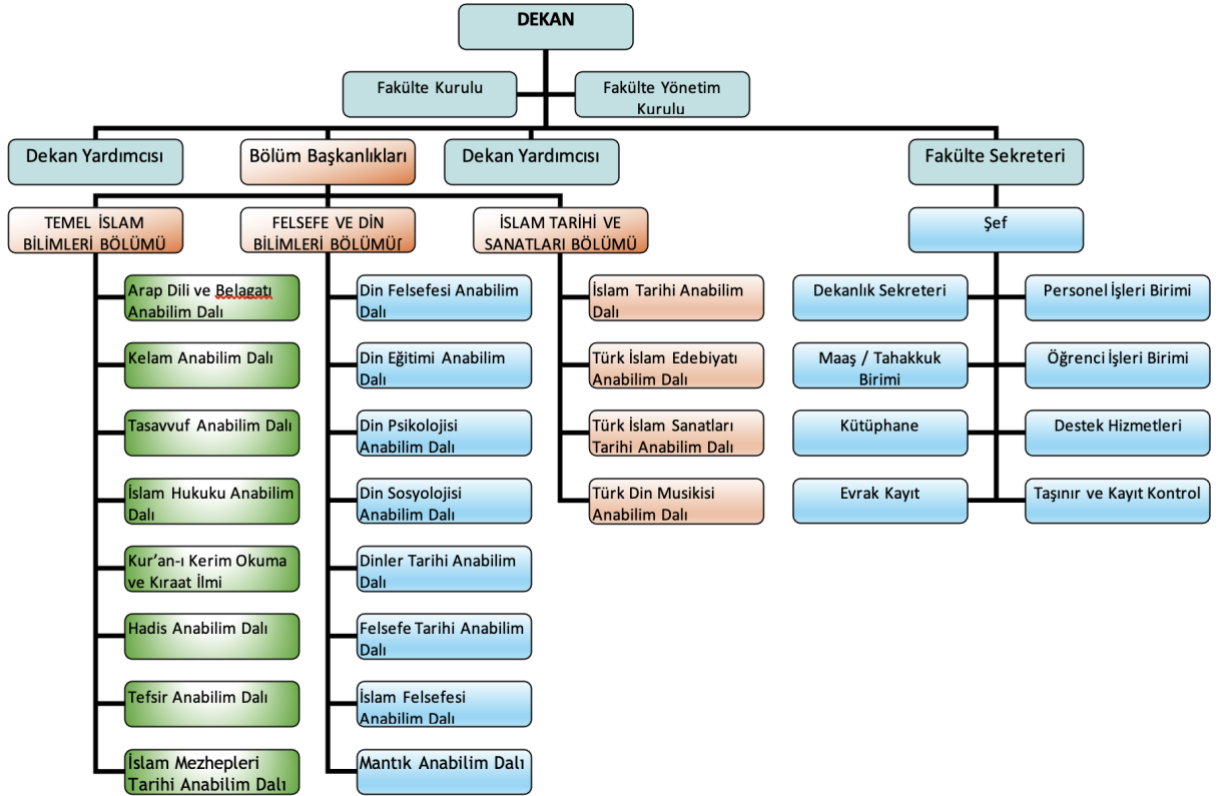 DEKAN
Fakülte Kurulu
Fakülte Yönetim
Kurulu
Dekan Yardımcısı
Bölüm Başkanlıkları
Dekan Yardımcısı
Fakülte Sekreteri
TEMEL İSLAM
BİLİMLERİ BÖLÜMÜ
FELSEFE VE DİN
BİLİMLERİ BÖLÜMÜ
İSLAM TARİHİ VE
SANATLARI BÖLÜMÜ
Şef
Arap Dili ve Belagatı
Anabilim Dalı
Kelam Anabilim Dalı
Tasavvuf Anabilim Dalı
İslam Hukuku Anabilim
Dalı
Kur’an-ı Kerim Okuma
ve Kıraat İlmi
Hadis Anabilim Dalı
Tefsir Anabilim Dalı
İslam Mezhepleri
Tarihi Anabilim Dalı
Din Felsefesi Anabilim
Dalı
Din Eğitimi Anabilim
Dalı
Din Psikolojisi
Anabilim Dalı
Din Sosyolojisi
Anabilim Dalı
Dinler Tarihi Anabilim
Dalı
Felsefe Tarihi Anabilim
Dalı
İslam Felsefesi
Anabilim Dalı
Mantık Anabilim Dalı
İslam Tarihi Anabilim
Dalı
Türk İslam Edebiyatı
Anabilim Dalı
Türk İslam Sanatları
Tarihi Anabilim Dalı
Türk Din Musikisi
Anabilim Dalı
Dekanlık Sekreteri
Personel İşleri Birimi
Maaş / Tahakkuk
Birimi
Öğrenci İşleri Birimi
Kütüphane
Destek Hizmetleri
Evrak Kayıt
Taşınır ve Kayıt Kontrol